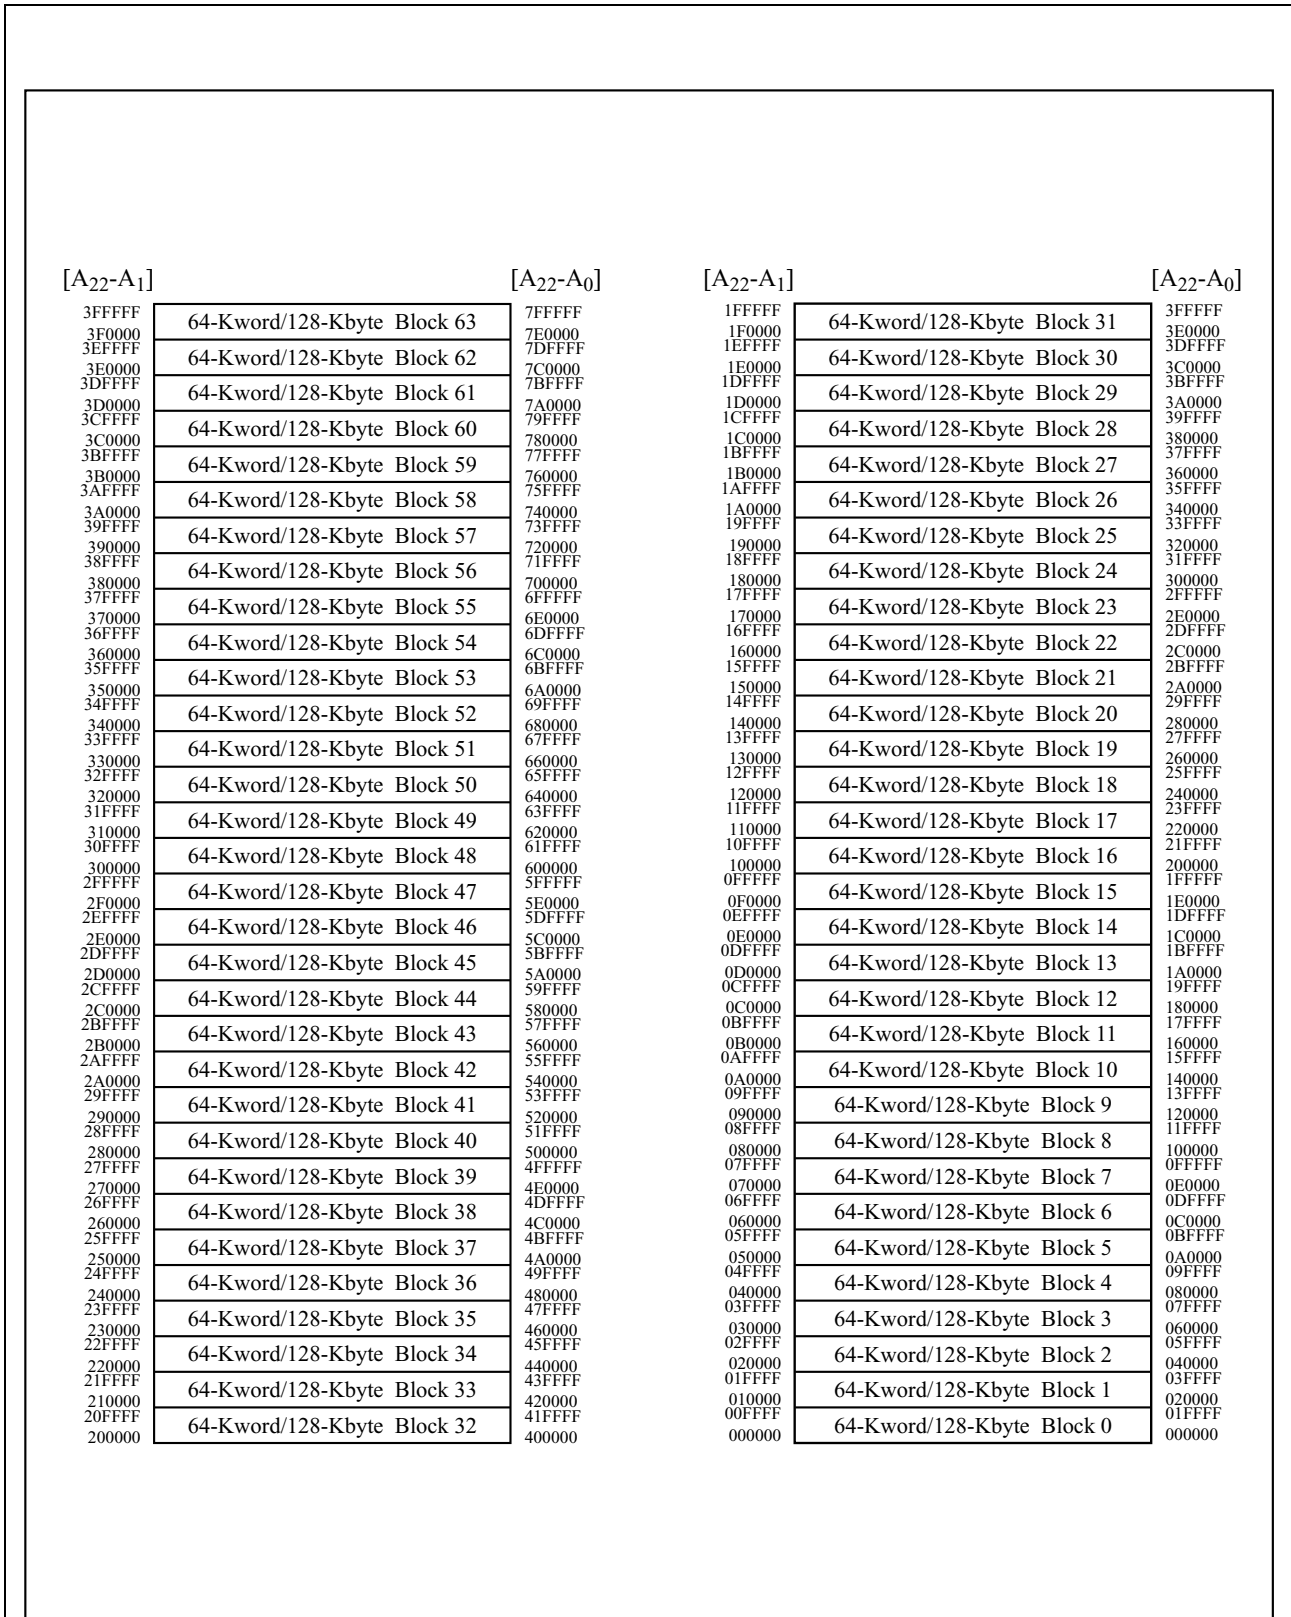 [A22-A1] [A22-A0] [A22-A1] [A22-A0]
3FFFFF 7FFFFF 1FFFFF 3FFFFF
64-Kword/128-Kbyte Block 63 64-Kword/128-Kbyte Block 31
3F0000 7E0000 1F0000 3E0000
3EFFFF 7DFFFF 1EFFFF 3DFFFF
64-Kword/128-Kbyte Block 62 64-Kword/128-Kbyte Block 30
3E0000 7C0000 1E0000 3C0000
3DFFFF 7BFFFF 1DFFFF 3BFFFF
64-Kword/128-Kbyte Block 61 64-Kword/128-Kbyte Block 29
3D0000 7A0000 1D0000 3A0000
3CFFFF 79FFFF 1CFFFF 39FFFF
64-Kword/128-Kbyte Block 60 64-Kword/128-Kbyte Block 28
3C0000 780000 1C0000 380000
3BFFFF 77FFFF 1BFFFF 37FFFF
64-Kword/128-Kbyte Block 59 64-Kword/128-Kbyte Block 27
3B0000 760000 1B0000 360000
3AFFFF 75FFFF 1AFFFF 35FFFF
64-Kword/128-Kbyte Block 58 64-Kword/128-Kbyte Block 26
3A0000 740000 1A0000 340000
39FFFF 73FFFF 19FFFF 33FFFF
64-Kword/128-Kbyte Block 57 64-Kword/128-Kbyte Block 25
390000 720000 190000 320000
38FFFF 71FFFF 18FFFF 31FFFF
64-Kword/128-Kbyte Block 56 64-Kword/128-Kbyte Block 24
380000 700000 180000 300000
37FFFF 6FFFFF 17FFFF 2FFFFF
64-Kword/128-Kbyte Block 55 64-Kword/128-Kbyte Block 23
370000 6E0000 170000 2E0000
36FFFF 6DFFFF 16FFFF 2DFFFF
64-Kword/128-Kbyte Block 54 64-Kword/128-Kbyte Block 22
360000 6C0000 160000 2C0000
35FFFF 6BFFFF 15FFFF 2BFFFF
64-Kword/128-Kbyte Block 53 64-Kword/128-Kbyte Block 21
350000 6A0000 150000 2A0000
34FFFF 69FFFF 14FFFF 29FFFF
64-Kword/128-Kbyte Block 52 64-Kword/128-Kbyte Block 20
340000 680000 140000 280000
33FFFF 67FFFF 13FFFF 27FFFF
64-Kword/128-Kbyte Block 51 64-Kword/128-Kbyte Block 19
330000 660000 130000 260000
32FFFF 65FFFF 12FFFF 25FFFF
64-Kword/128-Kbyte Block 50 64-Kword/128-Kbyte Block 18
320000 640000 120000 240000
31FFFF 63FFFF 11FFFF 23FFFF
64-Kword/128-Kbyte Block 49 64-Kword/128-Kbyte Block 17
310000 620000 110000 220000
30FFFF 61FFFF 10FFFF 21FFFF
64-Kword/128-Kbyte Block 48 64-Kword/128-Kbyte Block 16
300000 600000 100000 200000
2FFFFF 5FFFFF 0FFFFF 1FFFFF
64-Kword/128-Kbyte Block 47 64-Kword/128-Kbyte Block 15
2F0000 5E0000 0F0000 1E0000
2EFFFF 5DFFFF 0EFFFF 1DFFFF
64-Kword/128-Kbyte Block 46 64-Kword/128-Kbyte Block 14
2E0000 5C0000 0E0000 1C0000
2DFFFF 5BFFFF 0DFFFF 1BFFFF
64-Kword/128-Kbyte Block 45 64-Kword/128-Kbyte Block 13
2D0000 5A0000 0D0000 1A0000
2CFFFF 59FFFF 0CFFFF 19FFFF
64-Kword/128-Kbyte Block 44 64-Kword/128-Kbyte Block 12
2C0000 580000 0C0000 180000
2BFFFF 57FFFF 0BFFFF 17FFFF
64-Kword/128-Kbyte Block 43 64-Kword/128-Kbyte Block 11
2B0000 560000 0B0000 160000
2AFFFF 55FFFF 0AFFFF 15FFFF
64-Kword/128-Kbyte Block 42 64-Kword/128-Kbyte Block 10
2A0000 540000 0A0000 140000
29FFFF 53FFFF 09FFFF 13FFFF
64-Kword/128-Kbyte Block 41 64-Kword/128-Kbyte Block 9
290000 520000 090000 120000
28FFFF 51FFFF 08FFFF 11FFFF
64-Kword/128-Kbyte Block 40 64-Kword/128-Kbyte Block 8
280000 500000 080000 100000
27FFFF 4FFFFF 07FFFF 0FFFFF
64-Kword/128-Kbyte Block 39 64-Kword/128-Kbyte Block 7
270000 4E0000 070000 0E0000
26FFFF 4DFFFF 06FFFF 0DFFFF
64-Kword/128-Kbyte Block 38 64-Kword/128-Kbyte Block 6
260000 4C0000 060000 0C0000
25FFFF 4BFFFF 05FFFF 0BFFFF
64-Kword/128-Kbyte Block 37 64-Kword/128-Kbyte Block 5
250000 4A0000 050000 0A0000
24FFFF 49FFFF 04FFFF 09FFFF
64-Kword/128-Kbyte Block 36 64-Kword/128-Kbyte Block 4
240000 480000 040000 080000
23FFFF 47FFFF 03FFFF 07FFFF
64-Kword/128-Kbyte Block 35 64-Kword/128-Kbyte Block 3
230000 460000 030000 060000
22FFFF 45FFFF 02FFFF 05FFFF
64-Kword/128-Kbyte Block 34 64-Kword/128-Kbyte Block 2
220000 440000 020000 040000
21FFFF 43FFFF 01FFFF 03FFFF
64-Kword/128-Kbyte Block 33 64-Kword/128-Kbyte Block 1
210000 420000 010000 020000
20FFFF 41FFFF 00FFFF 01FFFF
64-Kword/128-Kbyte Block 32 64-Kword/128-Kbyte Block 0
200000 400000 000000 000000